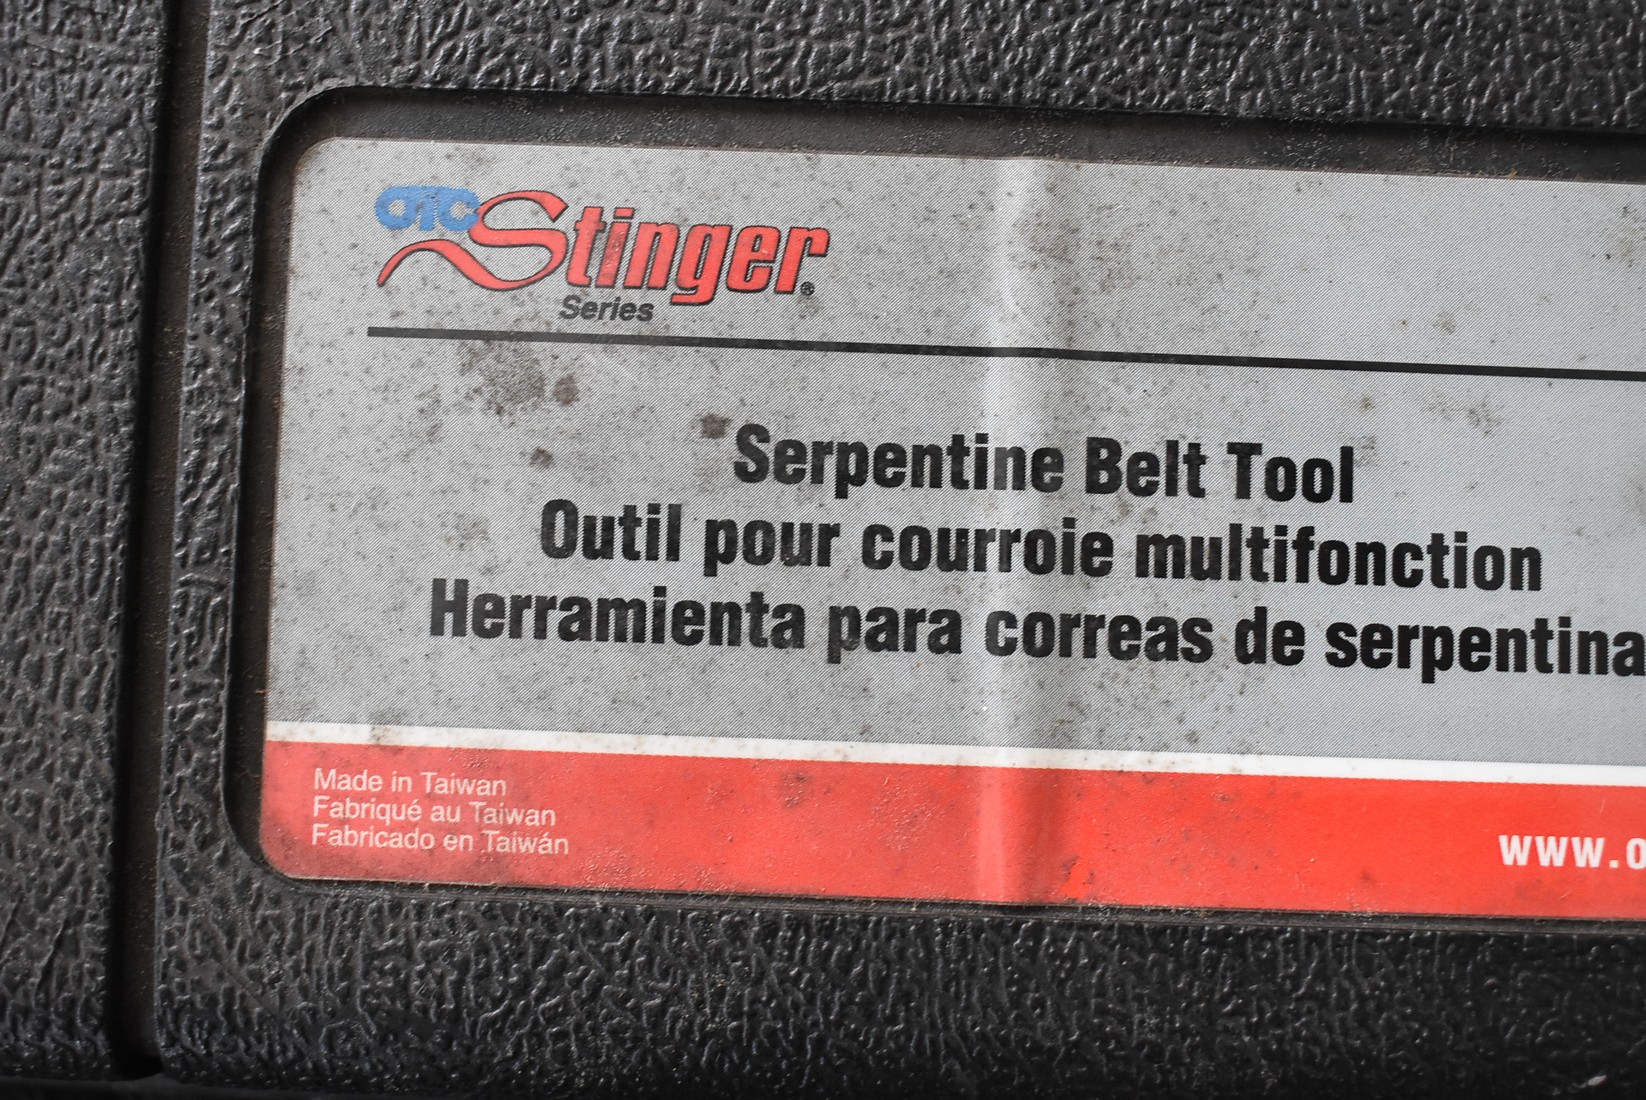 OTC Stinger®
Series
Serpentine Belt Tool
Outil pour courroie multifonction
Herramienta para correas de serpentina
Made in Taiwan
Fabriqué au Taiwan
Fabricado en Taiwán
www.o